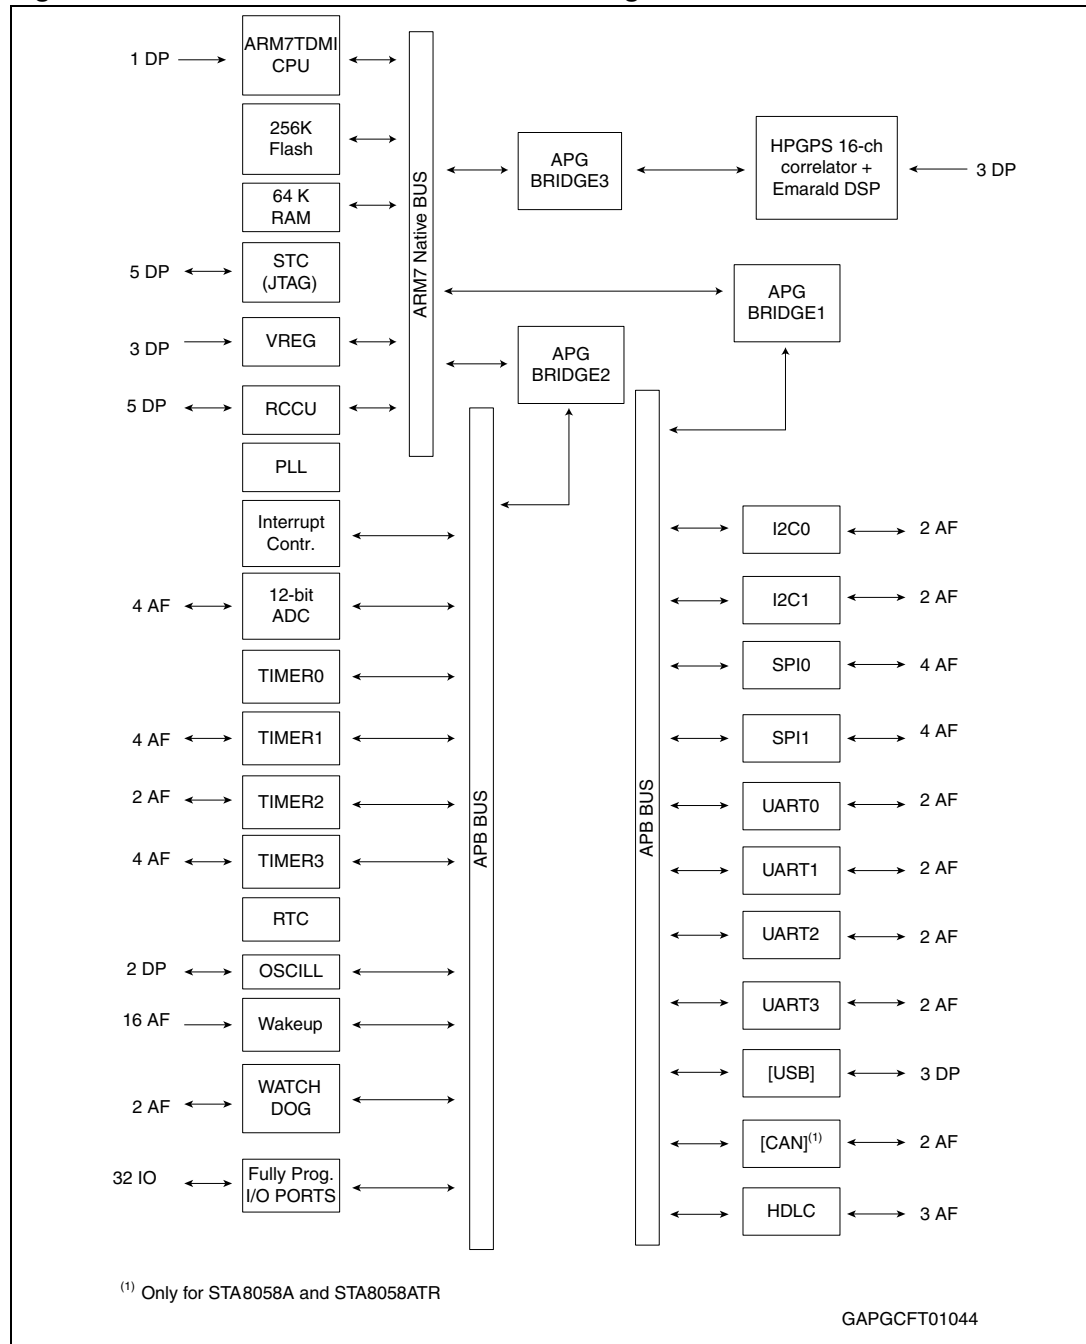 1 DP
ARM7TDMI
CPU
256K
Flash
64 K
RAM
5 DP
STC
(JTAG)
3 DP
VREG
5 DP
RCCU
PLL
Interrupt
Contr.
4 AF
12-bit
ADC
TIMER0
4 AF
TIMER1
2 AF
TIMER2
4 AF
TIMER3
RTC
2 DP
OSCILL
16 AF
Wakeup
2 AF
WATCH
DOG
32 IO
Fully Prog.
I/O PORTS
ARM7 Native BUS
APG
BRIDGE3
HPGPS 16-ch
correlator +
Emarald DSP
3 DP
APG
BRIDGE1
APG
BRIDGE2
APB BUS
APB BUS
I2C0
2 AF
I2C1
2 AF
SPI0
4 AF
SPI1
4 AF
UART0
2 AF
UART1
2 AF
UART2
2 AF
UART3
2 AF
[USB]
3 DP
[CAN](1)
2 AF
HDLC
3 AF
(1) Only for STA8058A and STA8058ATR
GAPGCFT01044